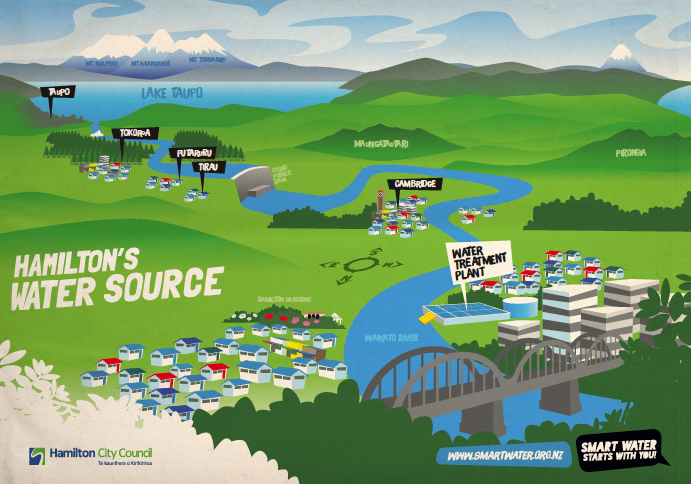 MT RUAPEHU
MT NGARUAHOE
MT TONGARIRO
TAUPO
LAKE TAUPO
TOKOROA
PUTARURU
TIRAU
MAUNGATAUTARI
PIRONGIA
CAMBRIDGE
HAMILTON'S
WATER SOURCE
WATER
TREATMENT
PLANT
HAMILTON GARDENS
WAIKATO RIVER
Hamilton City Council
Te kaunihera o Kirikiriroa
WWW.SMARTWATER.ORG.NZ
SMART WATER
STARTS WITH YOU!